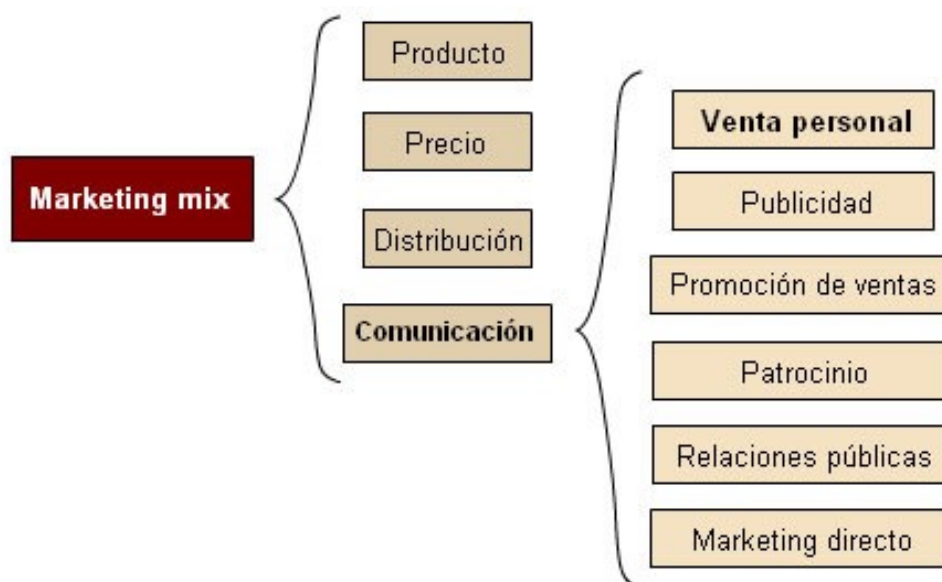 Marketing mix
Producto
Precio
Distribución
Comunicación
Venta personal
Publicidad
Promoción de ventas
Patrocinio
Relaciones públicas
Marketing directo